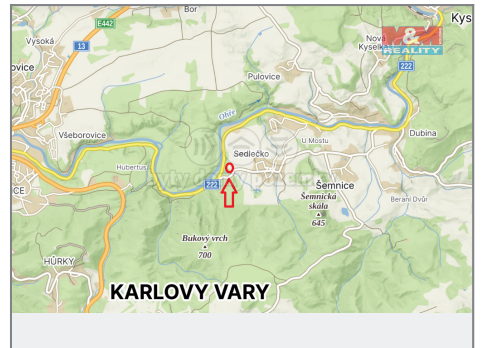 Bor
Kys
E442
Vysoká
13
Nová
Kyselka
M&M
REALITY
ovice
222
Pulovice
Ohře
Všeborovice
Dubina
U Mostu
Sedlečko
Hubertus
222
Šemnice
CE
Šemnická
skála
645
Berani Dvůr
Bukový vrch
700
HŮRKY
KARLOVY VARY